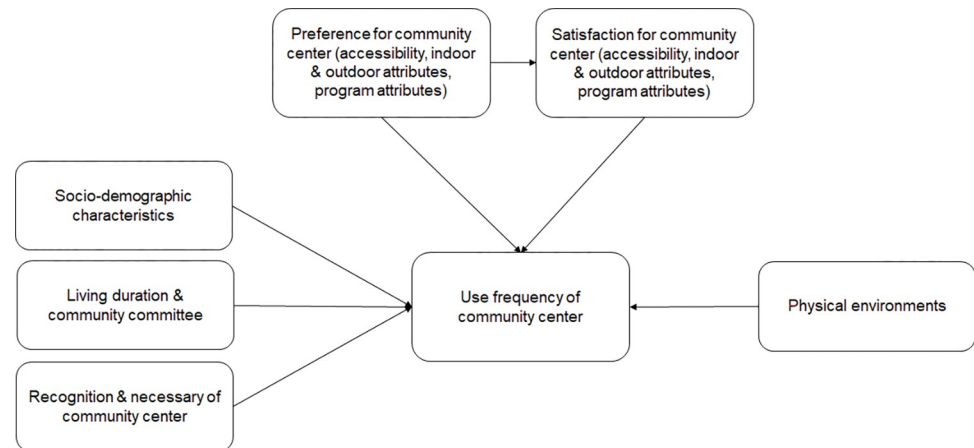 Preference for community
center (accessibility, indoor
& outdoor attributes,
program attributes)
Satisfaction for community
center (accessibility, indoor
& outdoor attributes,
program attributes)
Socio-demographic
characteristics
Living duration &
community committee
Recognition & necessary of
community center
Use frequency of
community center
Physical environments